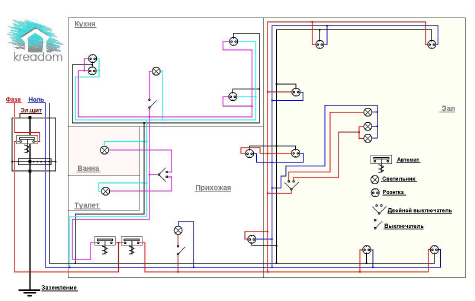 Кухня
kreadom
Фаза
Ноль
Эл.щит
Зал
Ванна
Автомат
Светильник
Прихожая
Розетка
Туалет
Двойной выключатель
Выключатель
Заземление